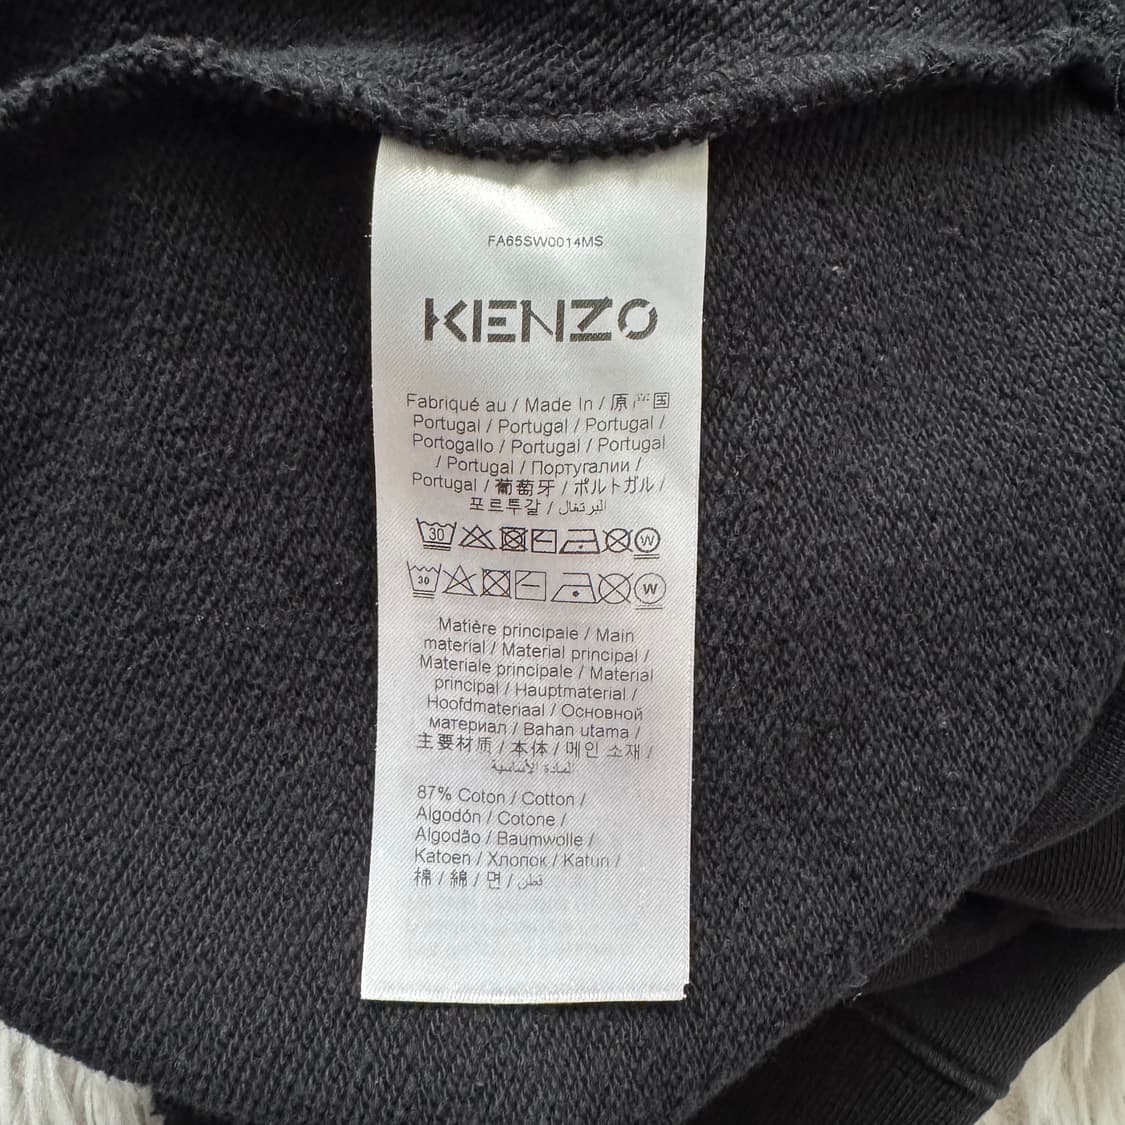 FA65SW0014MS
KENZO
Fabriqué au / Made In / 原产国
Portugal / Portugal / Portugal /
Portogallo / Portugal / Portugal
/ Portugal / Португалии /
Portugal / 葡萄牙 / ポルトガル /
포르투갈 / البرتغال
30 W
30 W
Matière principale / Main
material / Material principal /
Materiale principale / Material
principal / Hauptmaterial /
Hoofdmateriaal / Основной
материал / Bahan utama /
主要材质 / 本体 / 메인 소재 /
المادة الأساسية
87% Coton / Cotton /
Algodón / Cotone /
Algodão / Baumwolle /
Katoen / Хлопок / Katun /
棉 / 綿 / 면 / قطن